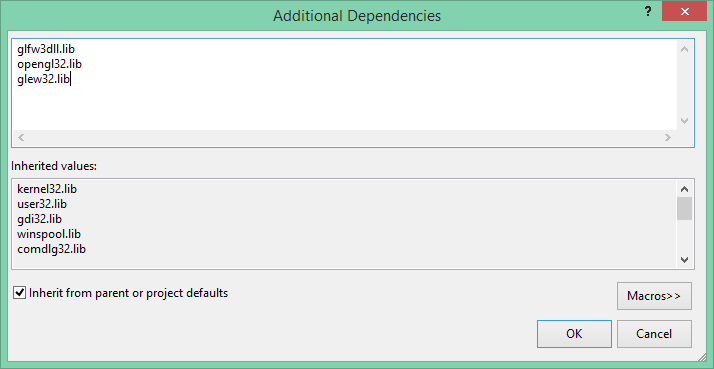 Additional Dependencies
?
glfw3dll.lib
opengl32.lib
glew32.lib
Inherited values:
kernel32.lib
user32.lib
gdi32.lib
winspool.lib
comdlg32.lib
Inherit from parent or project defaults
Macros>>
OK
Cancel